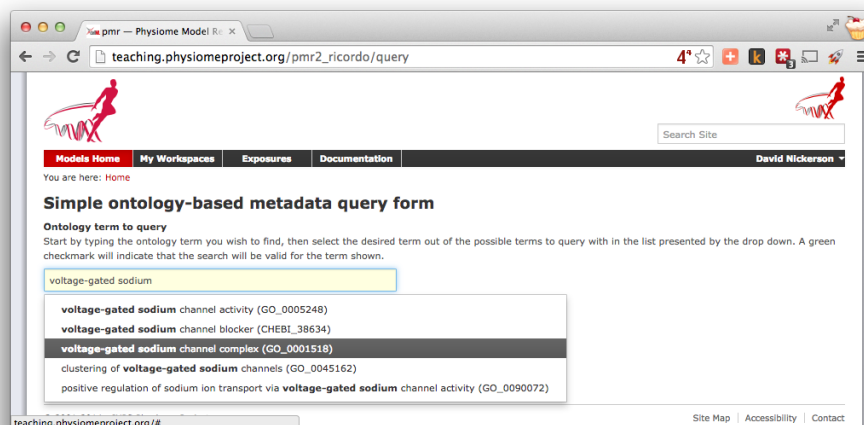 pmr — Physiome Model Re
teaching.physiomeproject.org/pmr2_ricordo/query
4
3
Search Site
Models Home My Workspaces Exposures Documentation David Nickerson
You are here: Home
Simple ontology-based metadata query form
Ontology term to query
Start by typing the ontology term you wish to find, then select the desired term out of the possible terms to query with in the list presented by the drop down. A green
checkmark will indicate that the search will be valid for the term shown.
voltage-gated sodium
voltage-gated sodium channel activity (GO_0005248)
voltage-gated sodium channel blocker (CHEBI_38634)
voltage-gated sodium channel complex (GO_0001518)
clustering of voltage-gated sodium channels (GO_0045162)
positive regulation of sodium ion transport via voltage-gated sodium channel activity (GO_0090072)
Site Map Accessibility Contact
teaching.physiomeproject.org/#